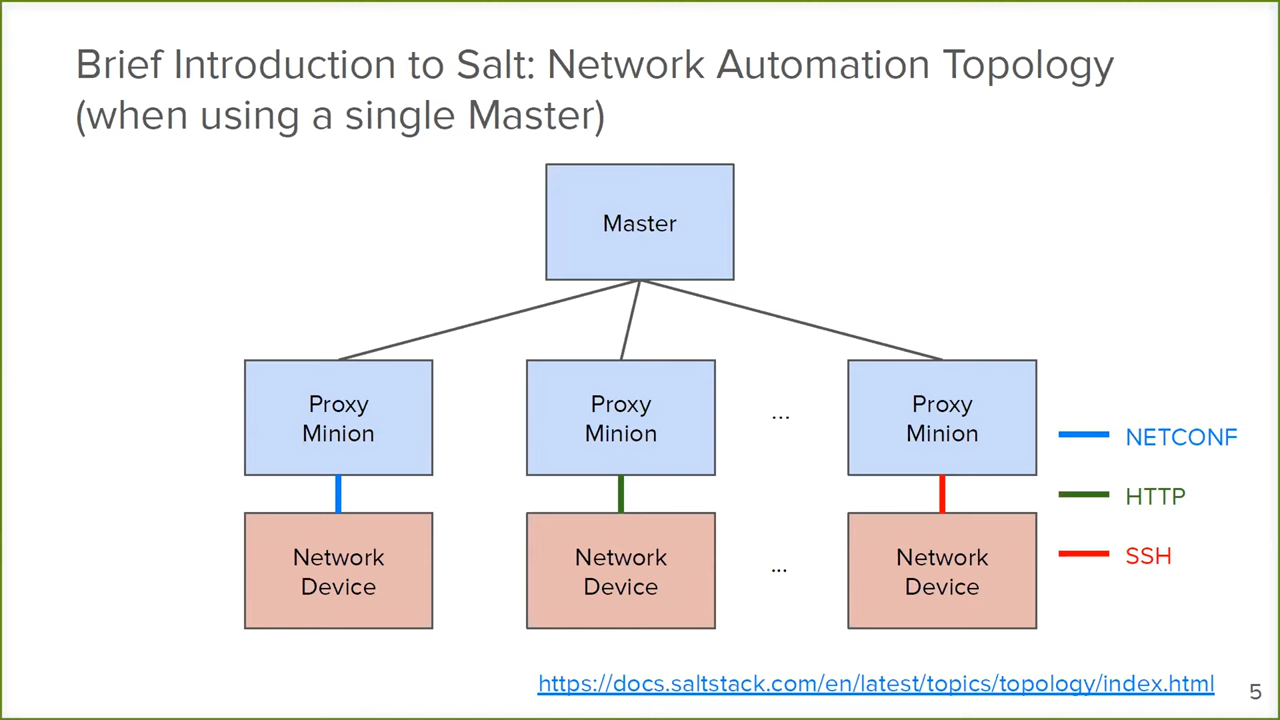 Brief Introduction to Salt: Network Automation Topology
(when using a single Master)
Master
Proxy
Minion
Proxy
Minion
...
Proxy
Minion
NETCONF
HTTP
SSH
Network
Device
Network
Device
...
Network
Device
https://docs.saltstack.com/en/latest/topics/topology/index.html
5